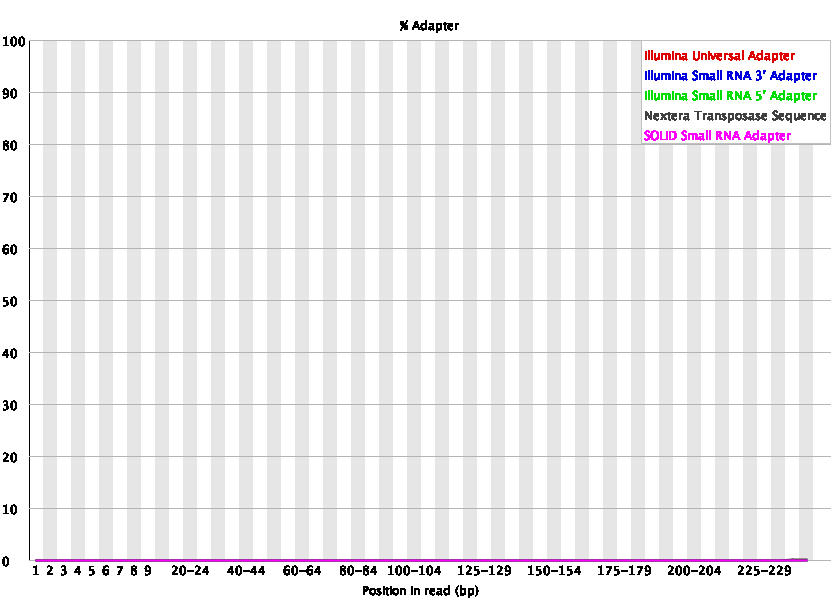 % Adapter
Illumina Universal Adapter
Illumina Small RNA 3' Adapter
Illumina Small RNA 5' Adapter
Nextera Transposase Sequence
SOLID Small RNA Adapter
100
90
80
70
60
50
40
30
20
10
0
1 2 3 4 5 6 7 8 9 20-24 40-44 60-64 80-84 100-104 125-129 150-154 175-179 200-204 225-229
Position in read (bp)